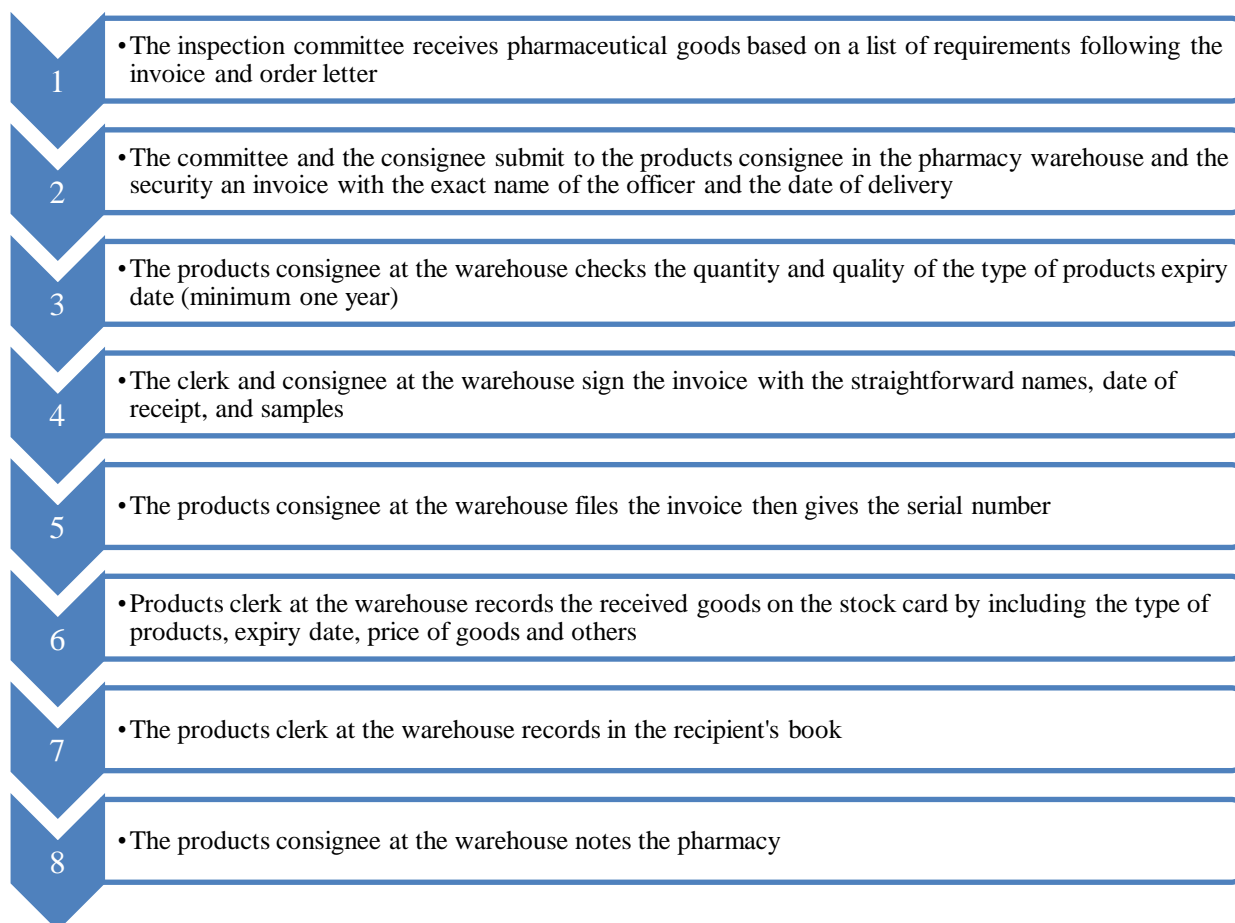 1
•The inspection committee receives pharmaceutical goods based on a list of requirements following the
invoice and order letter
2
•The committee and the consignee submit to the products consignee in the pharmacy warehouse and the
security an invoice with the exact name of the officer and the date of delivery
3
•The products consignee at the warehouse checks the quantity and quality of the type of products expiry
date (minimum one year)
4
•The clerk and consignee at the warehouse sign the invoice with the straightforward names, date of
receipt, and samples
5
•The products consignee at the warehouse files the invoice then gives the serial number
6
•Products clerk at the warehouse records the received goods on the stock card by including the type of
products, expiry date, price of goods and others
7
•The products clerk at the warehouse records in the recipient's book
8
•The products consignee at the warehouse notes the pharmacy